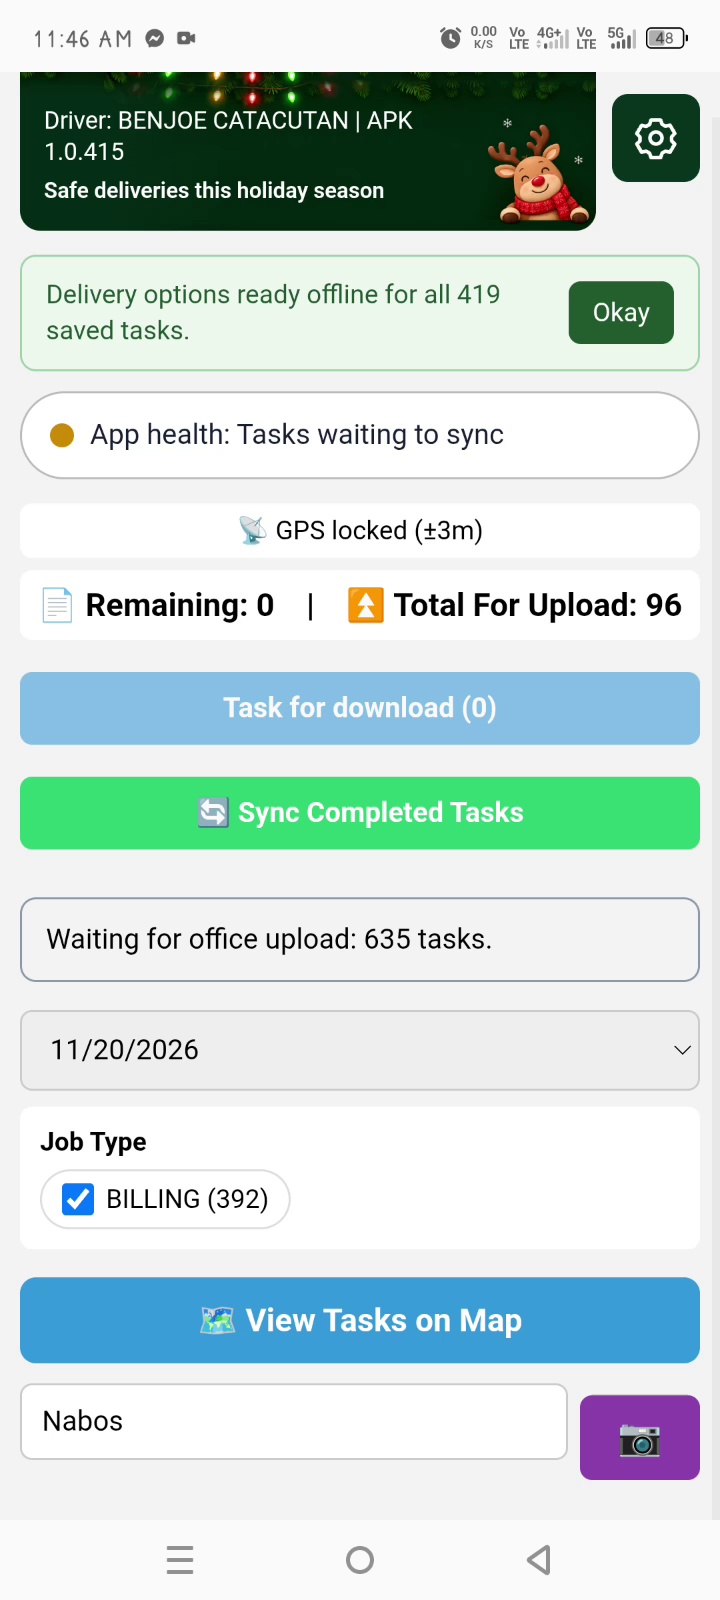 11:46 AM
0.00 K/S Vo LTE 4G+ Vo LTE 5G 48
Driver: BENJOE CATACUTAN | APK
1.0.415
Safe deliveries this holiday season
Delivery options ready offline for all 419
saved tasks.
Okay
App health: Tasks waiting to sync
GPS locked (±3m)
Remaining: 0 | Total For Upload: 96
Task for download (0)
Sync Completed Tasks
Waiting for office upload: 635 tasks.
11/20/2026
Job Type
BILLING (392)
View Tasks on Map
Nabos